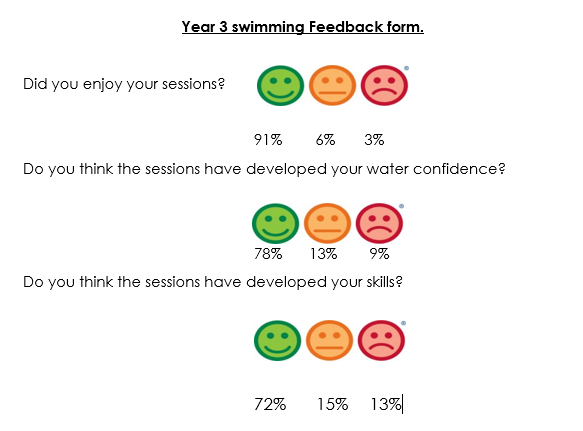 Year 3 swimming Feedback form.
Did you enjoy your sessions?
91% 6% 3%
Do you think the sessions have developed your water confidence?
78% 13% 9%
Do you think the sessions have developed your skills?
72% 15% 13%